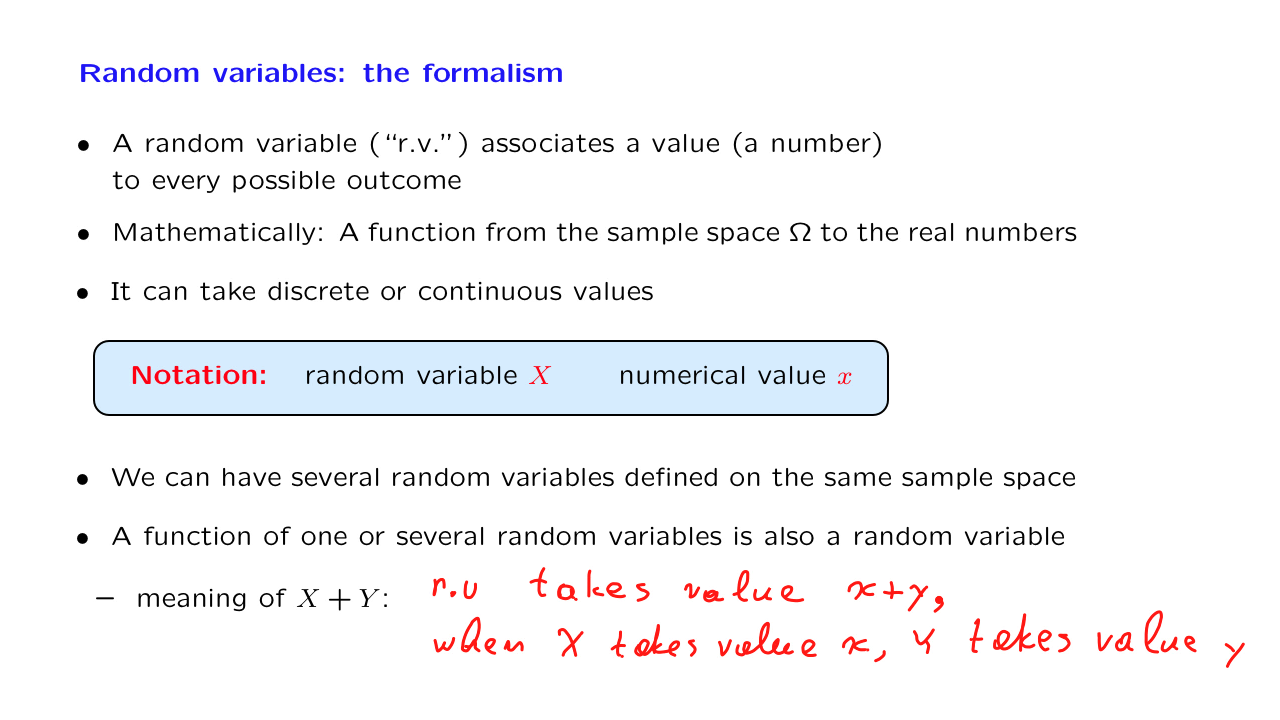 Random variables: the formalism
• A random variable (“r.v.”) associates a value (a number)
to every possible outcome
• Mathematically: A function from the sample space Ω to the real numbers
• It can take discrete or continuous values
Notation: random variable X numerical value x
• We can have several random variables defined on the same sample space
• A function of one or several random variables is also a random variable
– meaning of X + Y: r.v takes value x+y,
when X takes value x, Y takes value y